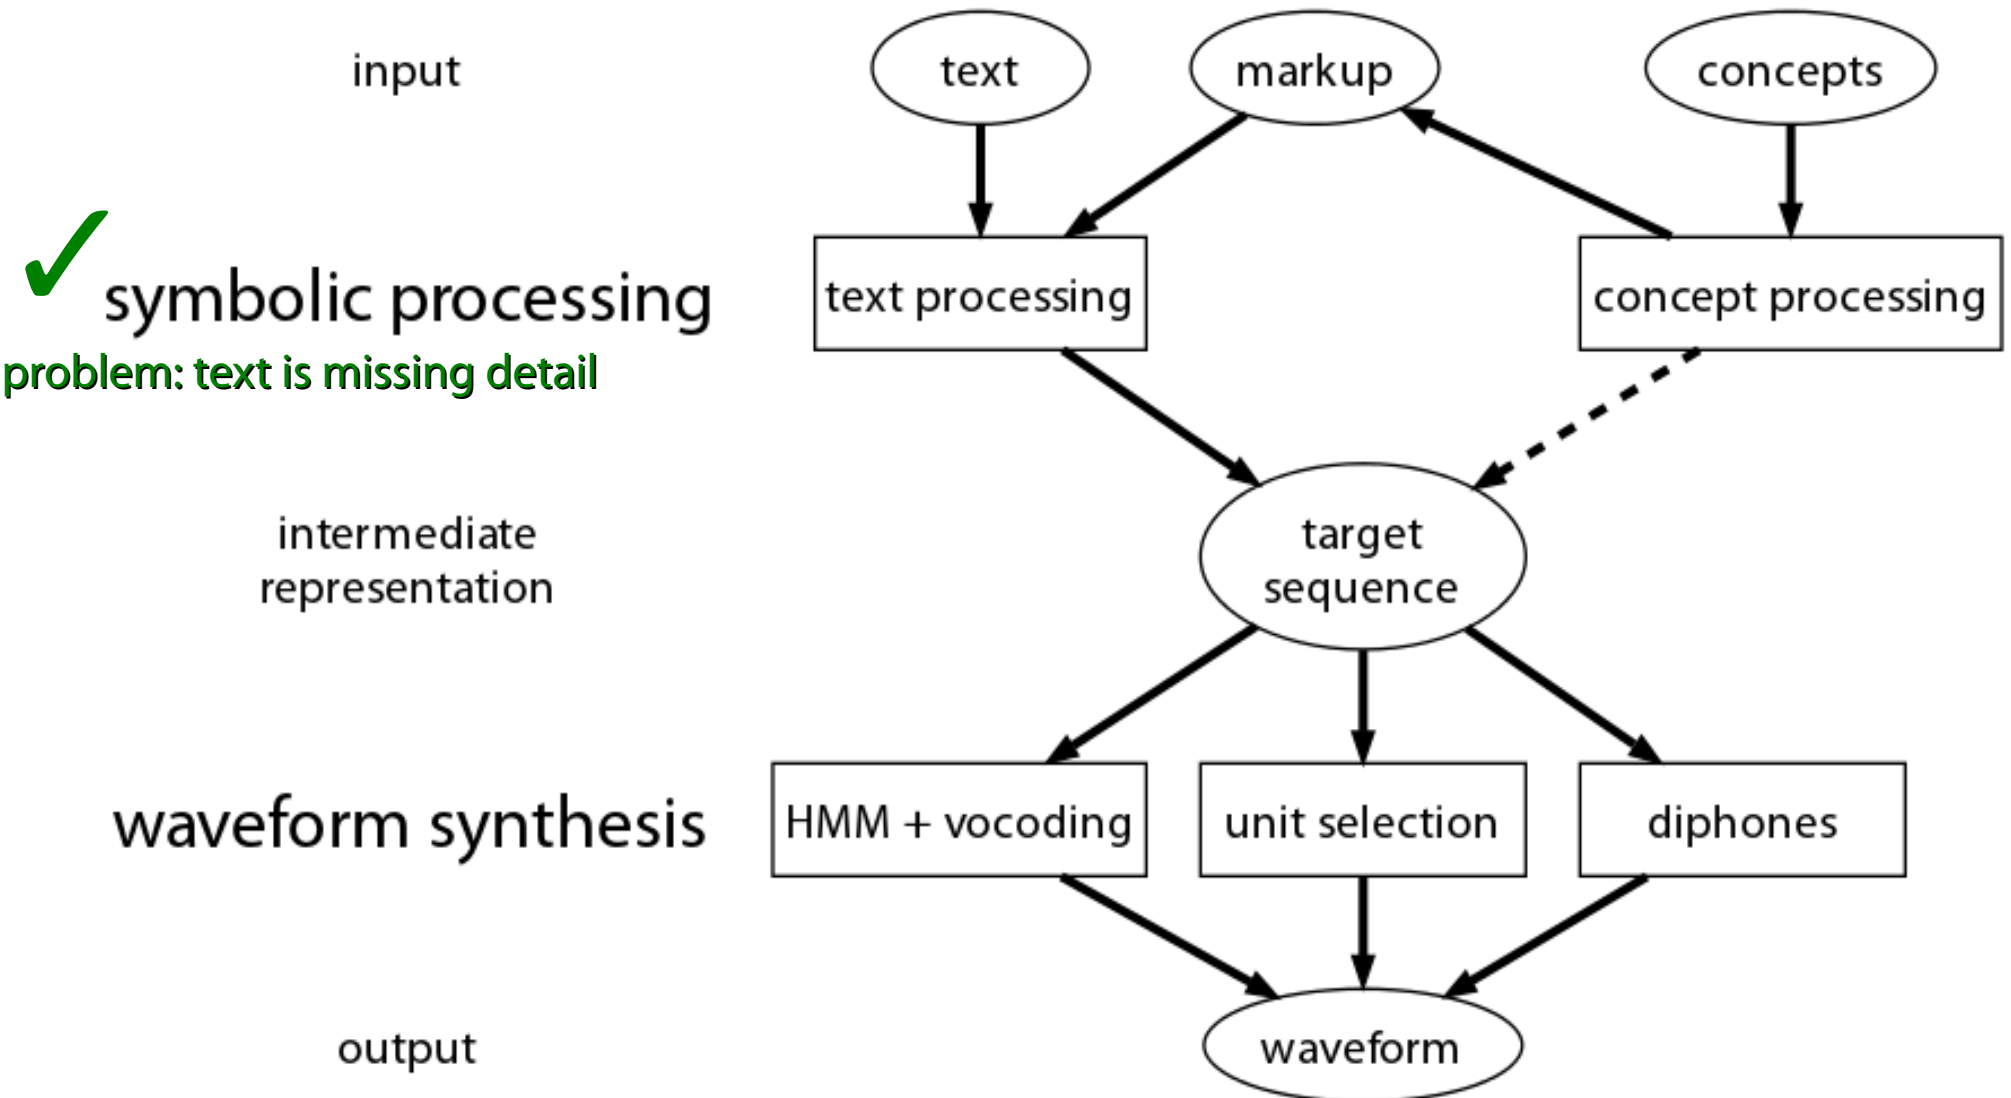 input
text
markup
concepts
symbolic processing
text processing
concept processing
problem: text is missing detail
intermediate
representation
target
sequence
waveform synthesis
HMM + vocoding
unit selection
diphones
output
waveform